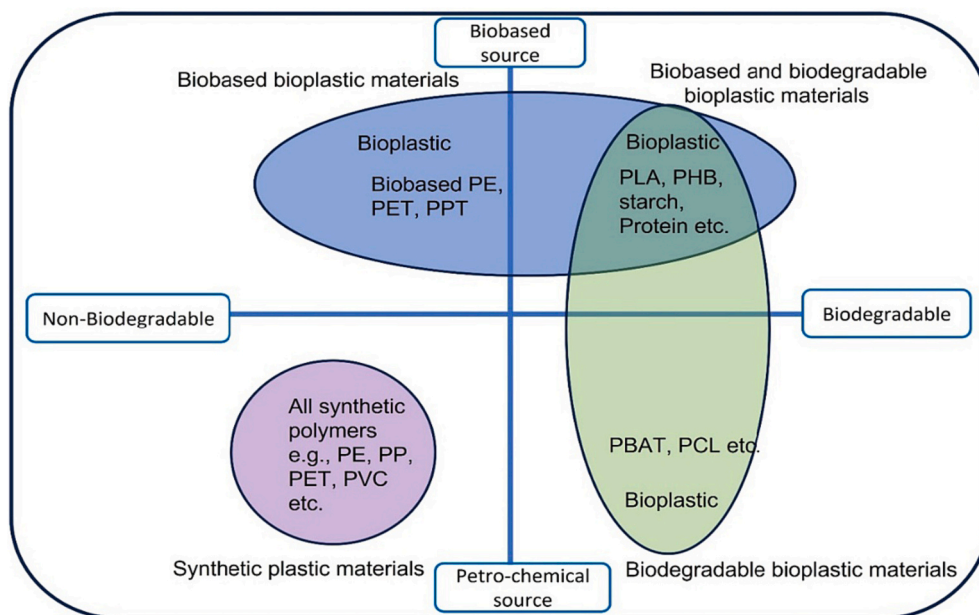 Biobased
source
Biobased bioplastic materials
Biobased and biodegradable
bioplastic materials
Bioplastic
Biobased PE,
PET, PPT
Bioplastic
PLA, PHB,
starch,
Protein etc.
Non-Biodegradable
Biodegradable
All synthetic
polymers
e.g., PE, PP,
PET, PVC
etc.
PBAT, PCL etc.
Bioplastic
Synthetic plastic materials
Petro-chemical
source
Biodegradable bioplastic materials